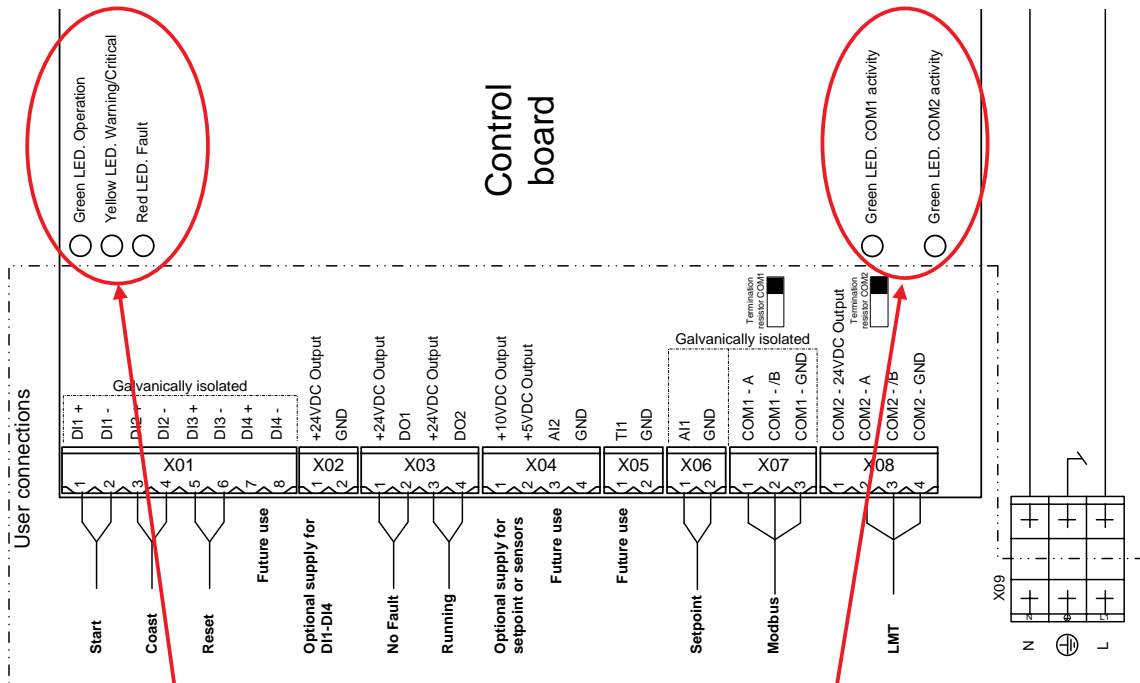 Green LED. Operation
Yellow LED. Warning/Critical
Red LED. Fault
Control
board
Green LED. COM1 activity
Green LED. COM2 activity
User connections
Galvanically isolated
DI1 +
DI1 -
DI2 +
DI2 -
DI3 +
DI3 -
DI4 +
DI4 -
+24VDC Output
GND
+24VDC Output
DO1
+24VDC Output
DO2
+10VDC Output
+5VDC Output
AI2
GND
TI1
GND
Galvanically isolated
AI1
GND
COM1 - A
COM1 - /B
COM1 - GND
Termination
resistor COM1
COM2 - 24VDC Output
COM2 - A
COM2 - /B
COM2 - GND
Termination
resistor COM2
X01
X02
X03
X04
X05
X06
X07
X08
1 2 3 4 5 6 7 8
1 2
1 2 3 4
1 2 3 4
1 2
1 2
1 2 3
1 2 3 4
Start
Coast
Reset
Future use
Optional supply for
DI1-DI4
No Fault
Running
Optional supply for
setpoint or sensors
Future use
Future use
Setpoint
Modbus
LMT
X09
N
L1
N
L